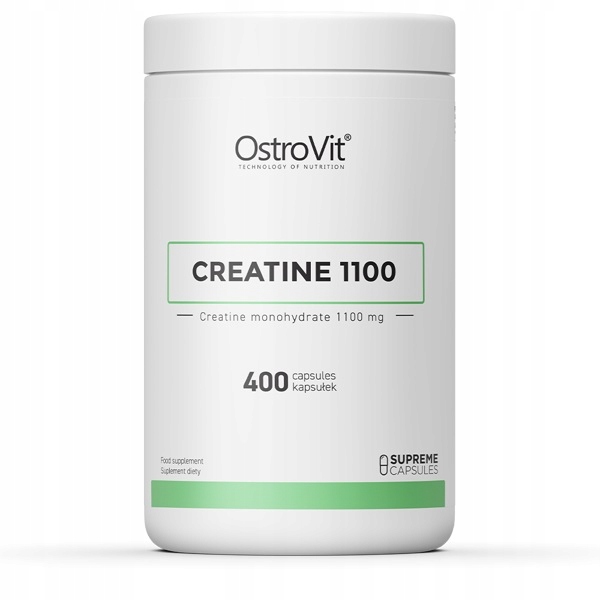 OstroVit®
TECHNOLOGY OF NUTRITION
CREATINE 1100
Creatine monohydrate 1100 mg
400 capsules
kapsułek
Food supplement
Suplement diety
SUPREME
CAPSULES